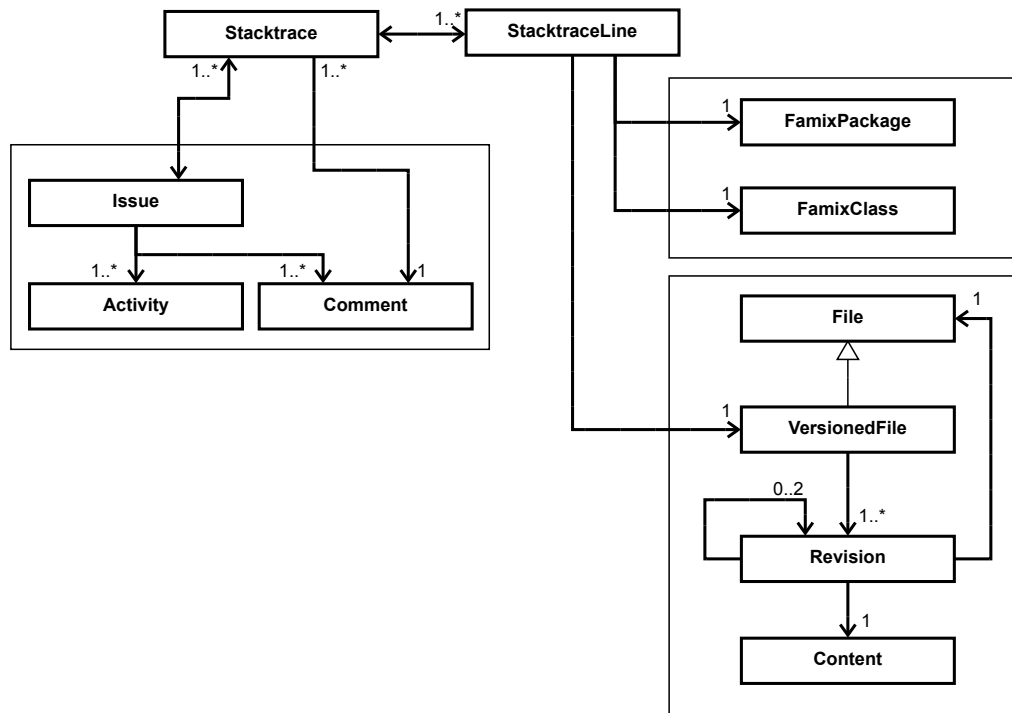 Stacktrace
1..*
StacktraceLine
1..*
1..*
1
FamixPackage
1
FamixClass
Issue
1..*
1..*
1
Activity
Comment
File
1
1
VersionedFile
0..2
1..*
Revision
1
Content